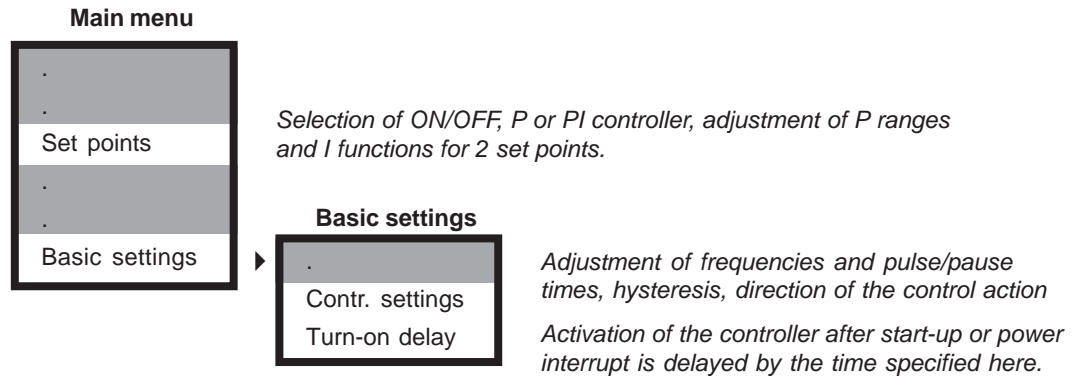 Main menu
.
.
Set points
Selection of ON/OFF, P or PI controller, adjustment of P ranges
and I functions for 2 set points.
.
.
Basic settings
Basic settings
.
Contr. settings
Adjustment of frequencies and pulse/pause
times, hysteresis, direction of the control action
Turn-on delay
Activation of the controller after start-up or power
interrupt is delayed by the time specified here.